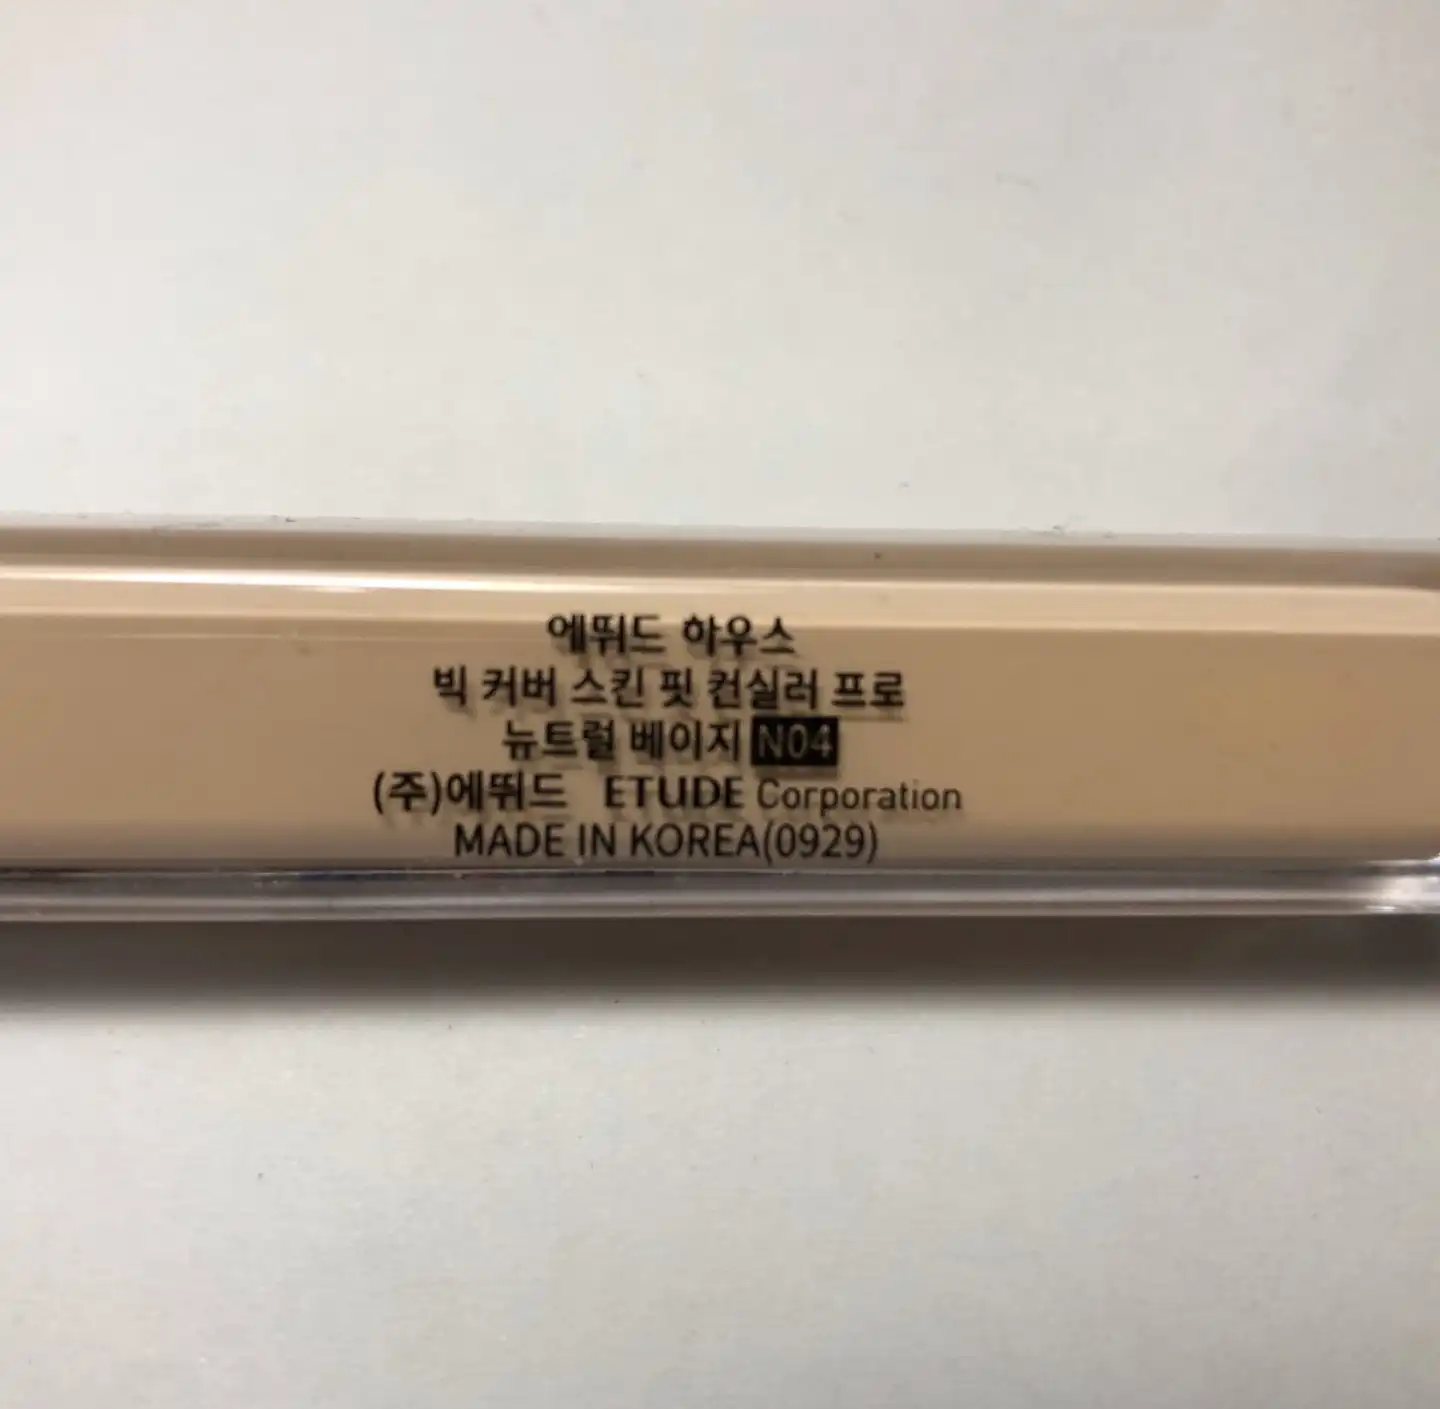 에뛰드 하우스
빅 커버 스킨 핏 컨실러 프로
뉴트럴 베이지 N04
(주)에뛰드 ETUDE Corporation
MADE IN KOREA(0929)